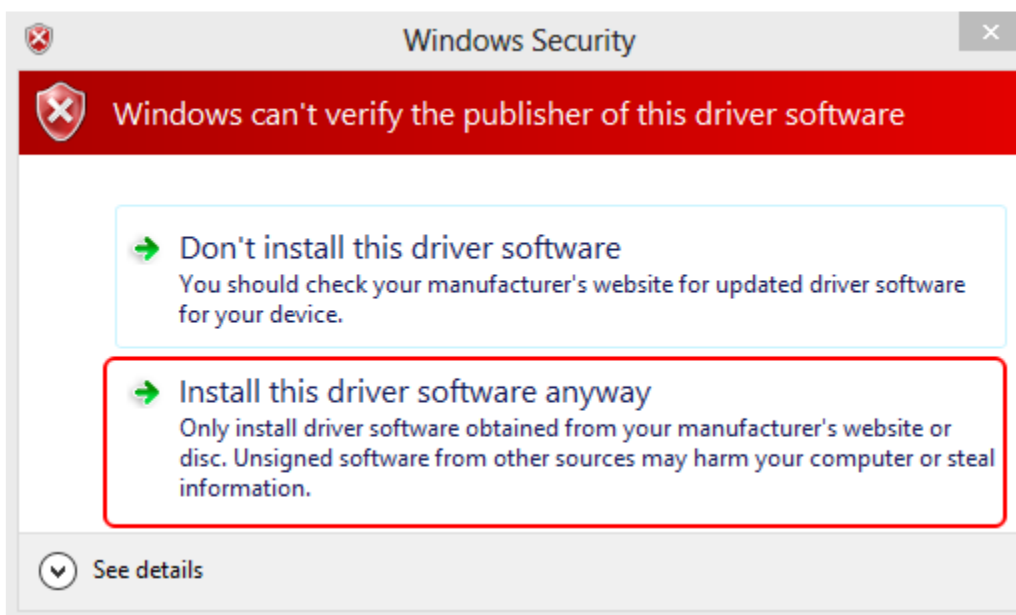 Windows Security
Windows can't verify the publisher of this driver software
Don't install this driver software
You should check your manufacturer's website for updated driver software
for your device.
Install this driver software anyway
Only install driver software obtained from your manufacturer's website or
disc. Unsigned software from other sources may harm your computer or steal
information.
See details